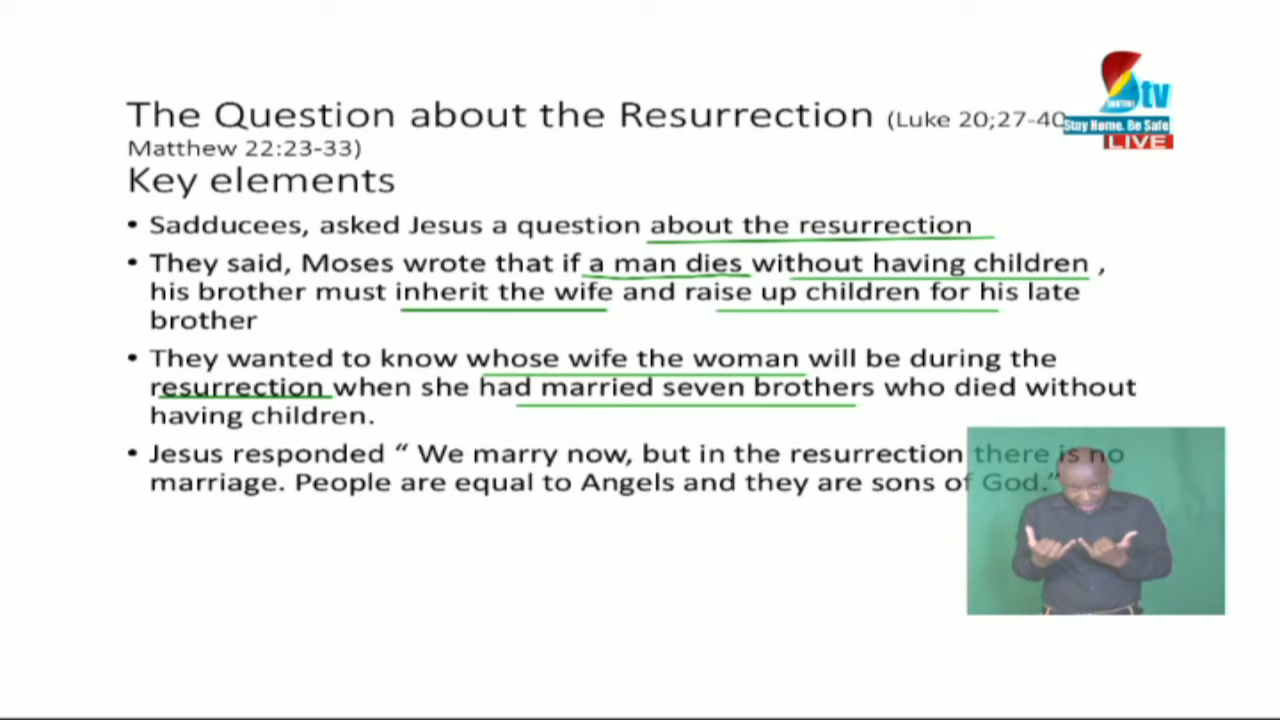 The Question about the Resurrection (Luke 20;27-40
Matthew 22:23-33)
Key elements
• Sadducees, asked Jesus a question about the resurrection
• They said, Moses wrote that if a man dies without having children ,
his brother must inherit the wife and raise up children for his late
brother
• They wanted to know whose wife the woman will be during the
resurrection when she had married seven brothers who died without
having children.
• Jesus responded “ We marry now, but in the resurrection there is no
marriage. People are equal to Angels and they are sons of God.”
tv
Stay Home. Be Safe
LIVE